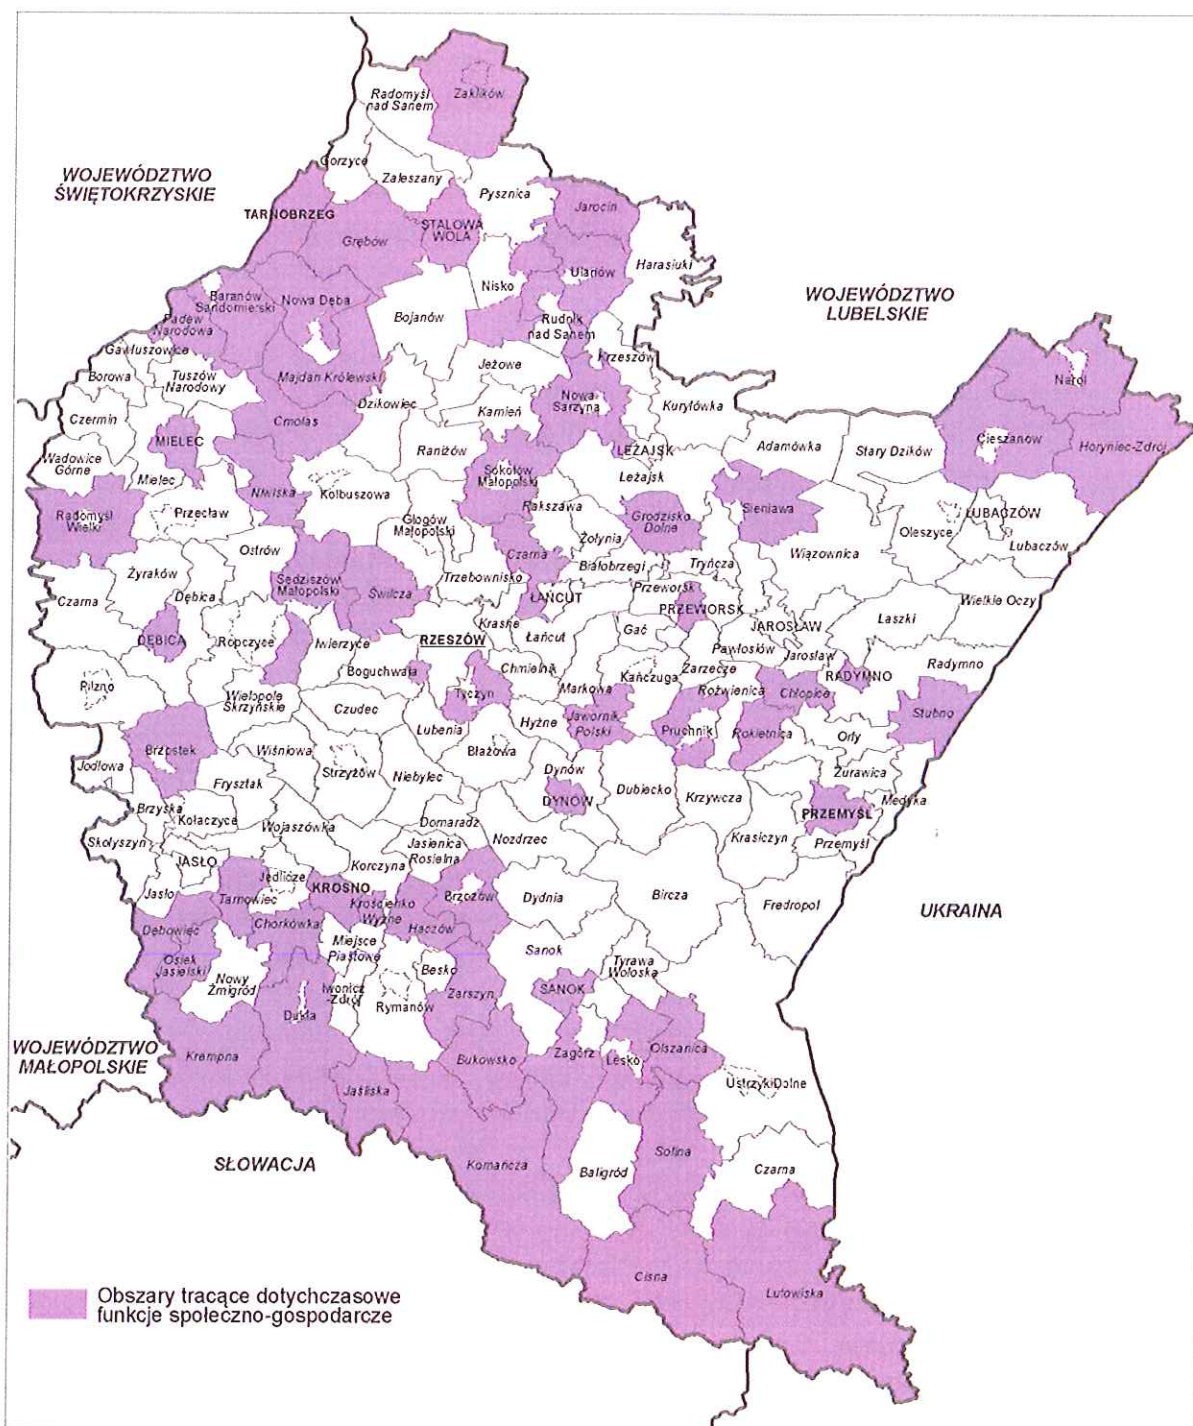 Radomyśl
nad Sanem
Zaklików
Gorzyce
Zaleszany
WOJEWÓDZTWO
ŚWIĘTOKRZYSKIE
Pysznica
TARNOBRZEG
Jarocin
Grębów
STALOWA
WOLA
Harasiuki
Ulanów
Nisko
WOJEWÓDZTWO
LUBELSKIE
Baranów
Sandomierski
Nowa Dęba
Bojanów
Rudnik
nad Sanem
Padew
Narodowa
Gawłuszowice
Krzeszów
Borowa
Tuszów
Narodowy
Majdan Królewski
Jeżowe
Narol
Dzikowiec
Nowa
Sarzyna
Kuryłówka
Czermin
Cmolas
Kamień
MIELEC
Cieszanów
Horyniec-Zdrój
Adamówka
Stary Dzików
Wadowice
Górne
Raniżów
LEŻAJSK
Mielec
Sokołów
Małopolski
Leżajsk
Niwiska
Kolbuszowa
Radomyśl
Wielki
Przecław
Rakszawa
Sieniawa
Głogów
Małopolski
Grodzisko
Dolne
LUBACZÓW
Oleszyce
Żołynia
Ostrów
Czarna
Wiązownica
Lubaczów
Żyraków
Białobrzegi
Tryńcza
Sędziszów
Małopolski
Trzebownisko
Czarna
Dębica
Świlcza
ŁAŃCUT
Przeworsk
Wielkie Oczy
PRZEWORSK
Krasne
Laszki
DĘBICA
Ropczyce
Iwierzyce
RZESZÓW
Łańcut
Gać
JAROSŁAW
Pawłosiów
Jarosław
Radymno
Boguchwała
Chmielnik
Kańczuga
Zarzecze
RADYMNO
Pilzno
Markowa
Roźwienica
Chłopice
Wielopole
Skrzyńskie
Czudec
Tyczyn
Stubno
Lubenia
Hyżne
Jawornik
Polski
Pruchnik
Rokietnica
Orły
Brzostek
Wiśniowa
Błażowa
Jodłowa
Strzyżów
Niebylec
Dynów
Żurawica
Frysztak
Dubiecko
Krzywcza
DYNÓW
Medyka
Brzyska
Kołaczyce
PRZEMYŚL
Domaradz
Wojaszówka
Krasiczyn
Skołyszyn
Nozdrzec
Przemyśl
Jasienica
Rosielna
JASŁO
Korczyna
Jedlicze
KROSNO
Jasło
Tarnowiec
Krościenko
Wyżne
Brzozów
Dydnia
Bircza
Fredropol
UKRAINA
Dębowiec
Chorkówka
Haczów
Miejsce
Piastowe
Sanok
Osiek
Jasielski
Besko
Tyrawa
Wołoska
Nowy
Żmigród
Iwonicz
-Zdrój
Zarszyn
SANOK
Rymanów
Dukla
WOJEWÓDZTWO
MAŁOPOLSKIE
Krempna
Bukowsko
Zagórz
Lesko
Olszanica
Ustrzyki Dolne
Jaśliska
SŁOWACJA
Komańcza
Baligród
Solina
Czarna
Cisna
Lutowiska
Obszary tracące dotychczasowe
funkcje społeczno-gospodarcze